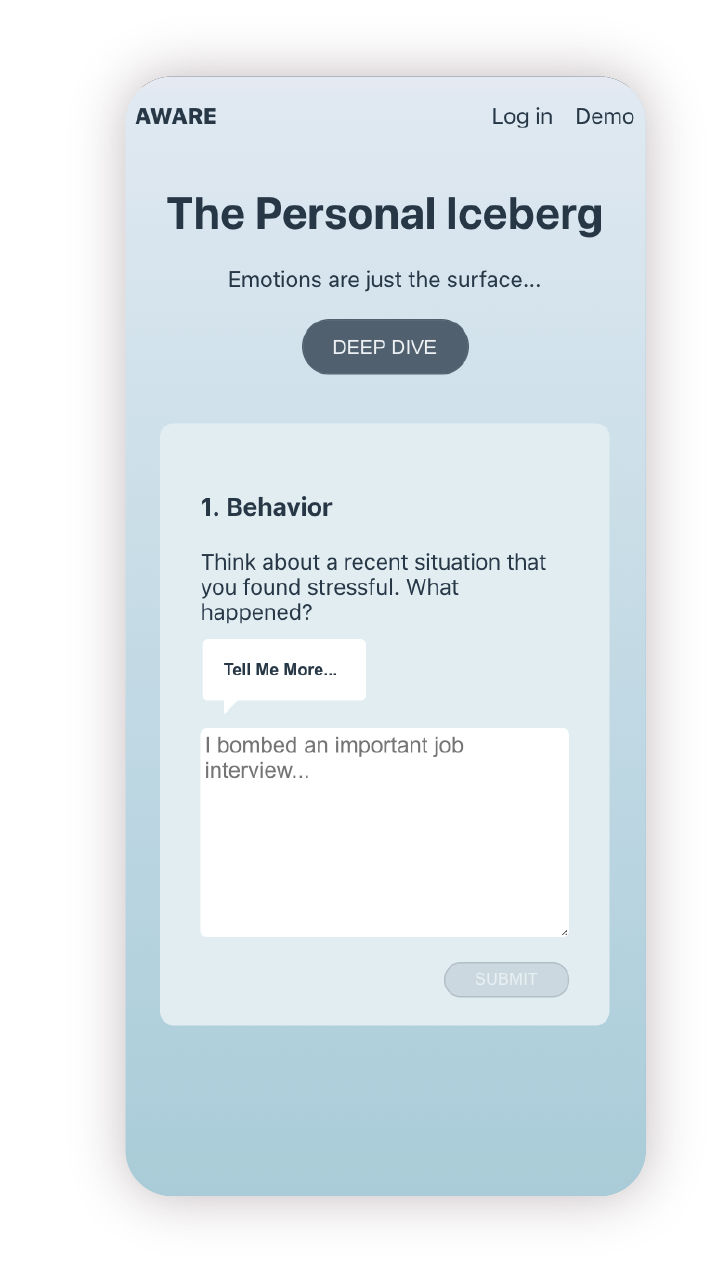 AWARE Log in Demo
The Personal Iceberg
Emotions are just the surface...
DEEP DIVE
1. Behavior
Think about a recent situation that
you found stressful. What
happened?
Tell Me More...
I bombed an important job
interview...
SUBMIT